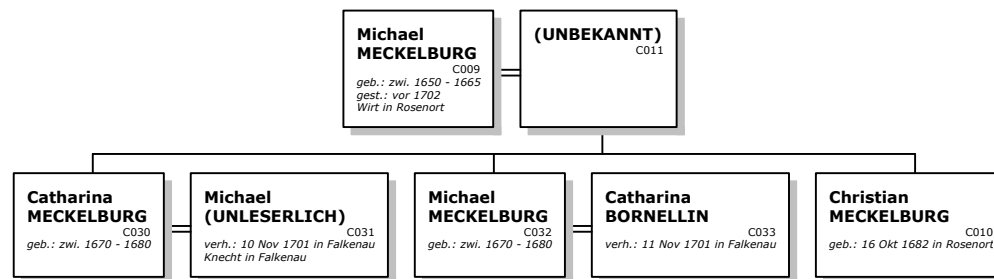 Michael
MECKELBURG
C009
geb.: zwi. 1650 - 1665
gest.: vor 1702
Wirt in Rosenort
(UNBEKANNT)
C011
Catharina
MECKELBURG
C030
geb.: zwi. 1670 - 1680
Michael
(UNLESERLICH)
C031
verh.: 10 Nov 1701 in Falkenau
Knecht in Falkenau
Michael
MECKELBURG
C032
geb.: zwi. 1670 - 1680
Catharina
BORNELLIN
C033
verh.: 11 Nov 1701 in Falkenau
Christian
MECKELBURG
C010
geb.: 16 Okt 1682 in Rosenort